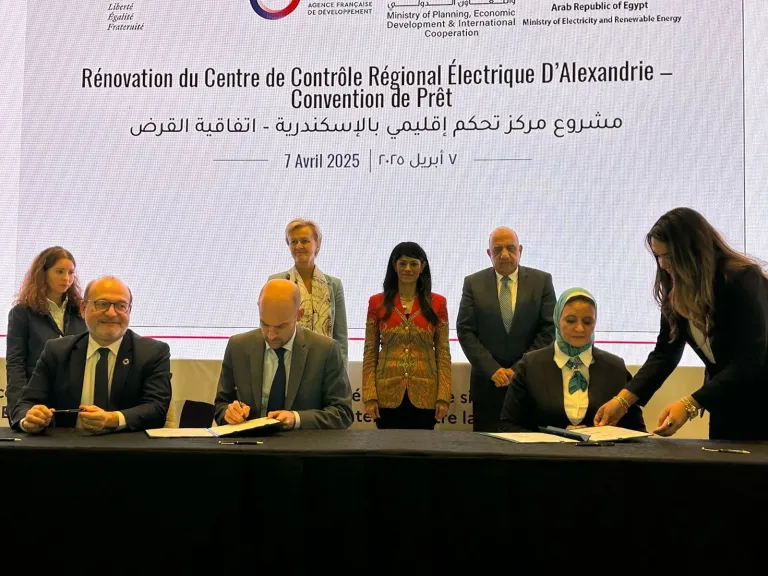 Liberté
Égalité
Fraternité
AGENCE FRANÇAISE
DE DÉVELOPPEMENT
Ministry of Planning, Economic
Development & International
Cooperation
Arab Republic of Egypt
Ministry of Electricity and Renewable Energy
Rénovation du Centre de Contrôle Régional Électrique D'Alexandrie –
Convention de Prêt
مشروع مركز تحكم إقليمي بالإسكندرية - اتفاقية القرض
7 Avril 2025 | ٧ أبريل ٢٠٢٥